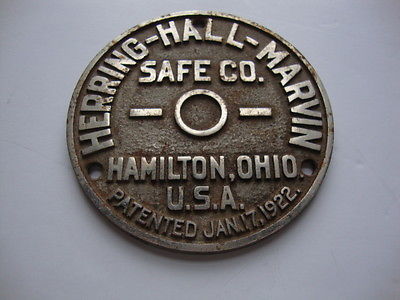 HERRING-HALL-MARVIN
SAFE CO.
HAMILTON, OHIO.
U.S.A.
PATENTED JAN.17,1922.